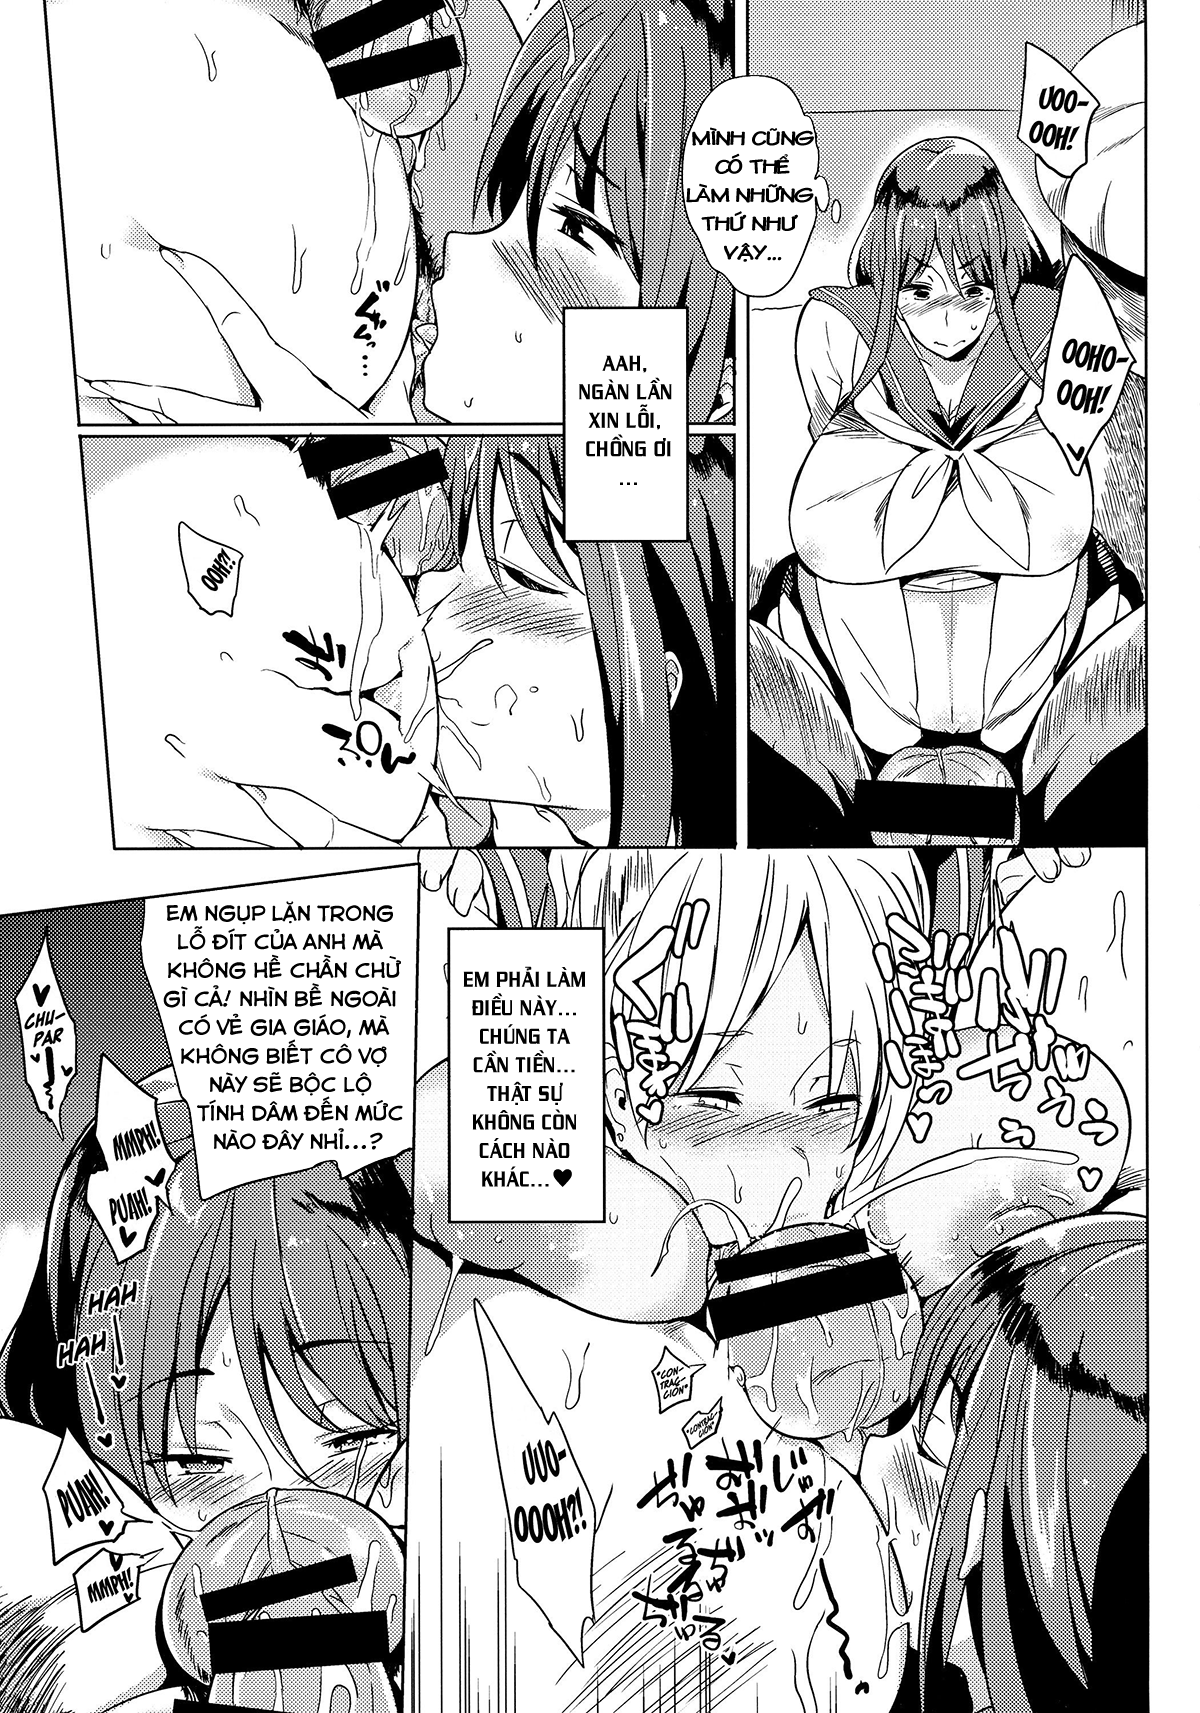 UOO-
OOH!
MÌNH CŨNG
CÓ THỂ
LÀM NHỮNG
THỨ NHƯ
VẬY...
OOHO-
OOH!
AAH,
NGÀN LẦN
XIN LỖI,
CHỒNG ƠI
...
OOH?!
EM PHẢI LÀM
ĐIỀU NÀY...
CHÚNG TA
CẦN TIỀN...
THẬT SỰ
KHÔNG CÒN
CÁCH NÀO
KHÁC...♥
*CON-
TRAC-
CION*
*CONTRAC-
CION*
UUO-
OOOH?!
EM NGỤP LẶN TRONG
LỖ ĐÍT CỦA ANH MÀ
KHÔNG HỀ CHẦN CHỪ
GÌ CẢ! NHÌN BỀ NGOÀI
CÓ VẺ GIA GIÁO, MÀ
KHÔNG BIẾT CÔ VỢ
NÀY SẼ BỘC LỘ
TÍNH DÂM ĐẾN MỨC
NÀO ĐÂY NHỈ...?
CHU-
PAR
MMPH!
PUAH!
HAH
HAH
PUAH!
MMPH!